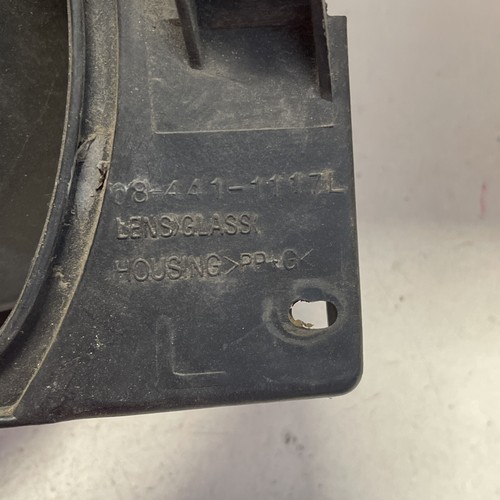 08-441-1117L
LENS>GLASS<
HOUSING>PP+G<
L